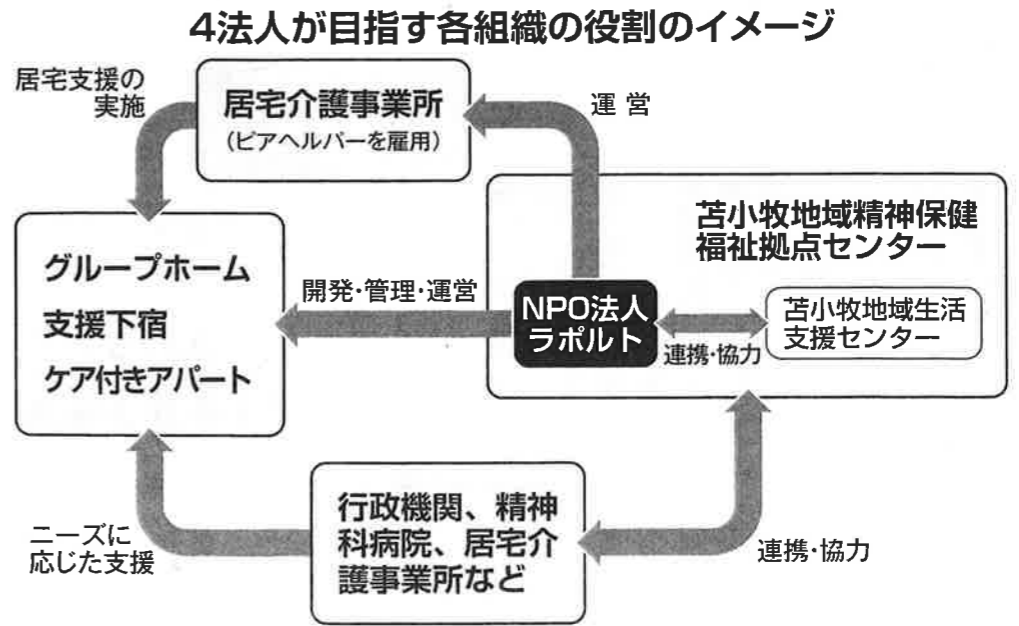 4法人が目指す各組織の役割のイメージ
居宅支援の
実施
居宅介護事業所
(ピアヘルパーを雇用)
運 営
苫小牧地域精神保健
福祉拠点センター
グループホーム
支援下宿
ケア付きアパート
開発・管理・運営
NPO法人
ラポルト
連携・協力
苫小牧地域生活
支援センター
ニーズに
応じた支援
行政機関、精神
科病院、居宅介
護事業所など
連携・協力